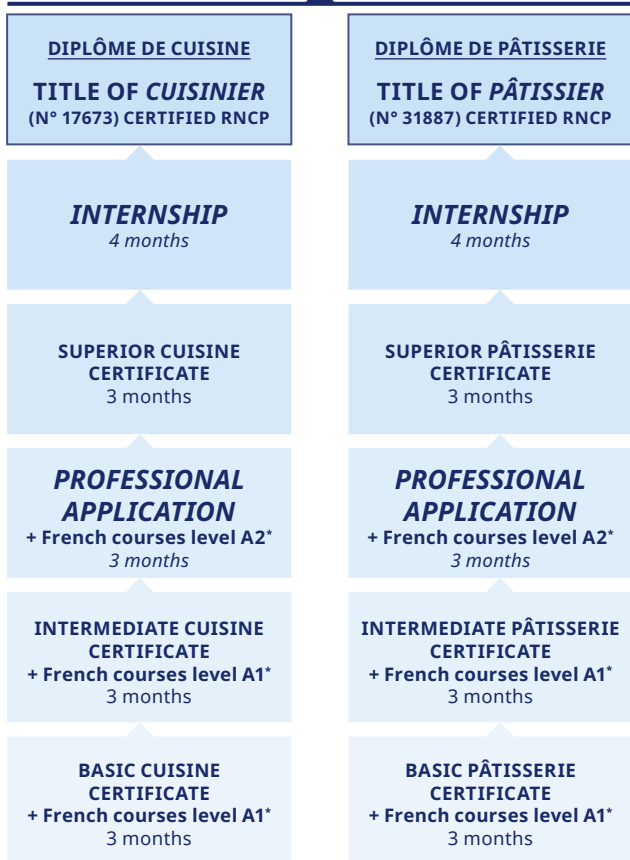 DIPLÔME DE CUISINE
TITLE OF CUISINIER
(N° 17673) CERTIFIED RNCP
INTERNSHIP
4 months
SUPERIOR CUISINE
CERTIFICATE
3 months
PROFESSIONAL
APPLICATION
+ French courses level A2*
3 months
INTERMEDIATE CUISINE
CERTIFICATE
+ French courses level A1*
3 months
BASIC CUISINE
CERTIFICATE
+ French courses level A1*
3 months
DIPLÔME DE PÂTISSERIE
TITLE OF PÂTISSIER
(N° 31887) CERTIFIED RNCP
INTERNSHIP
4 months
SUPERIOR PÂTISSERIE
CERTIFICATE
3 months
PROFESSIONAL
APPLICATION
+ French courses level A2*
3 months
INTERMEDIATE PÂTISSERIE
CERTIFICATE
+ French courses level A1*
3 months
BASIC PÂTISSERIE
CERTIFICATE
+ French courses level A1*
3 months